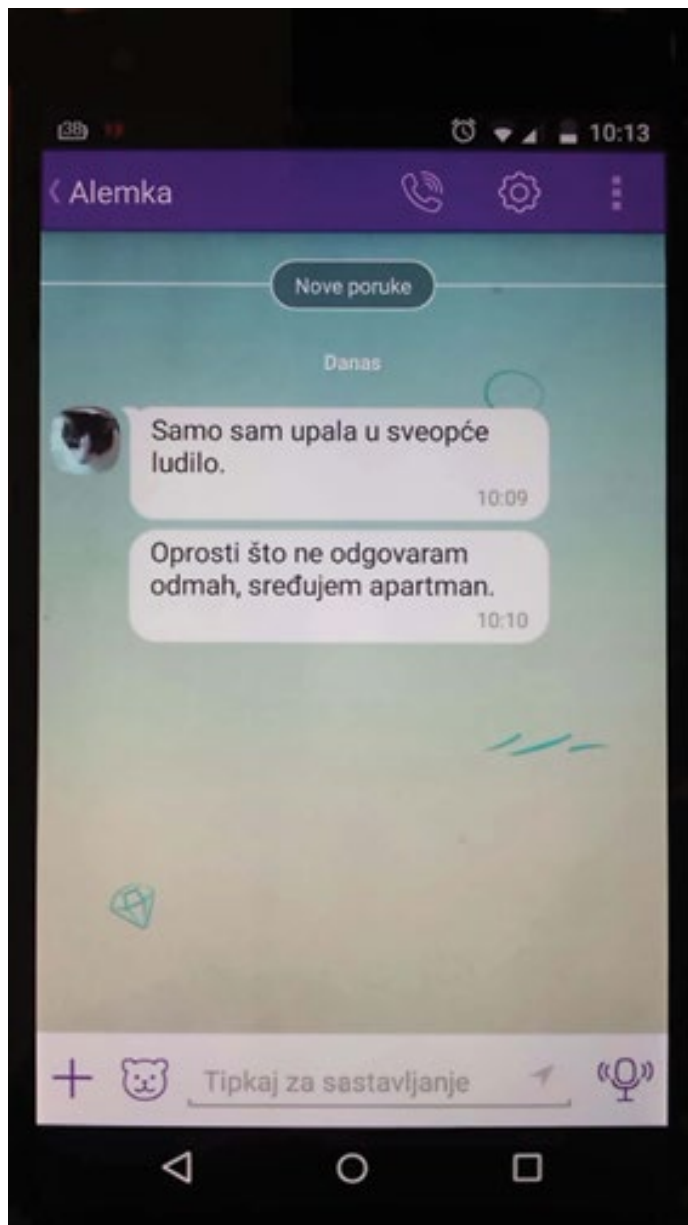 10:13
Alemka
Nove poruke
Danas
Samo sam upala u sveopće
ludilo.
10:09
Oprosti što ne odgovaram
odmah, sređujem apartman.
10:10
Tipkaj za sastavljanje